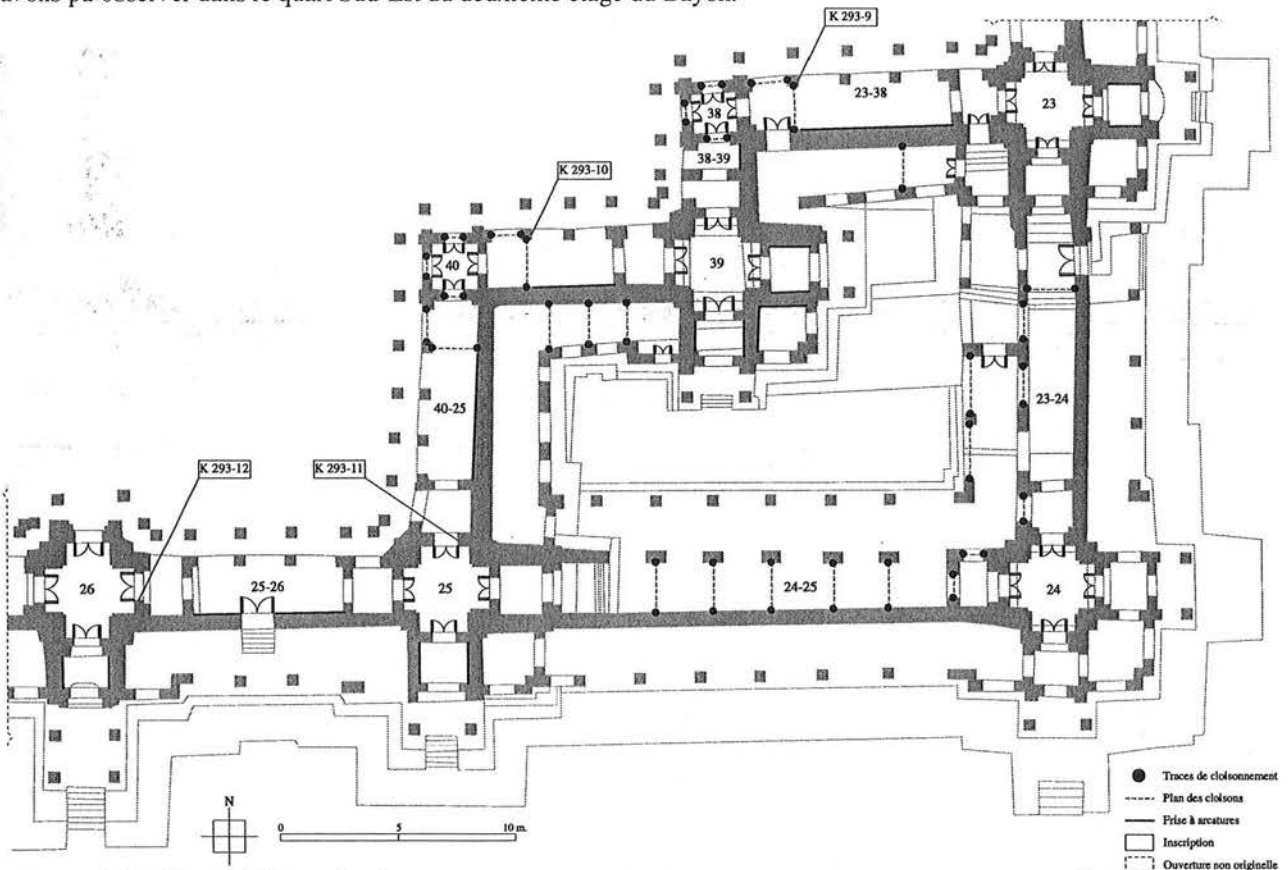 avons pu observer dans le quart Sud-Est du deuxième étage du Bayon.
K 293-9
23-38
23
38
38-39
K 293-10
40
39
40-25
23-24
K 293-12
K 293-11
26
25-26
25
24-25
24
N
0 5 10 m.
Traces de cloisonnement
Plan des cloisons
Frise à arcatures
Inscription
Ouverture non originelle